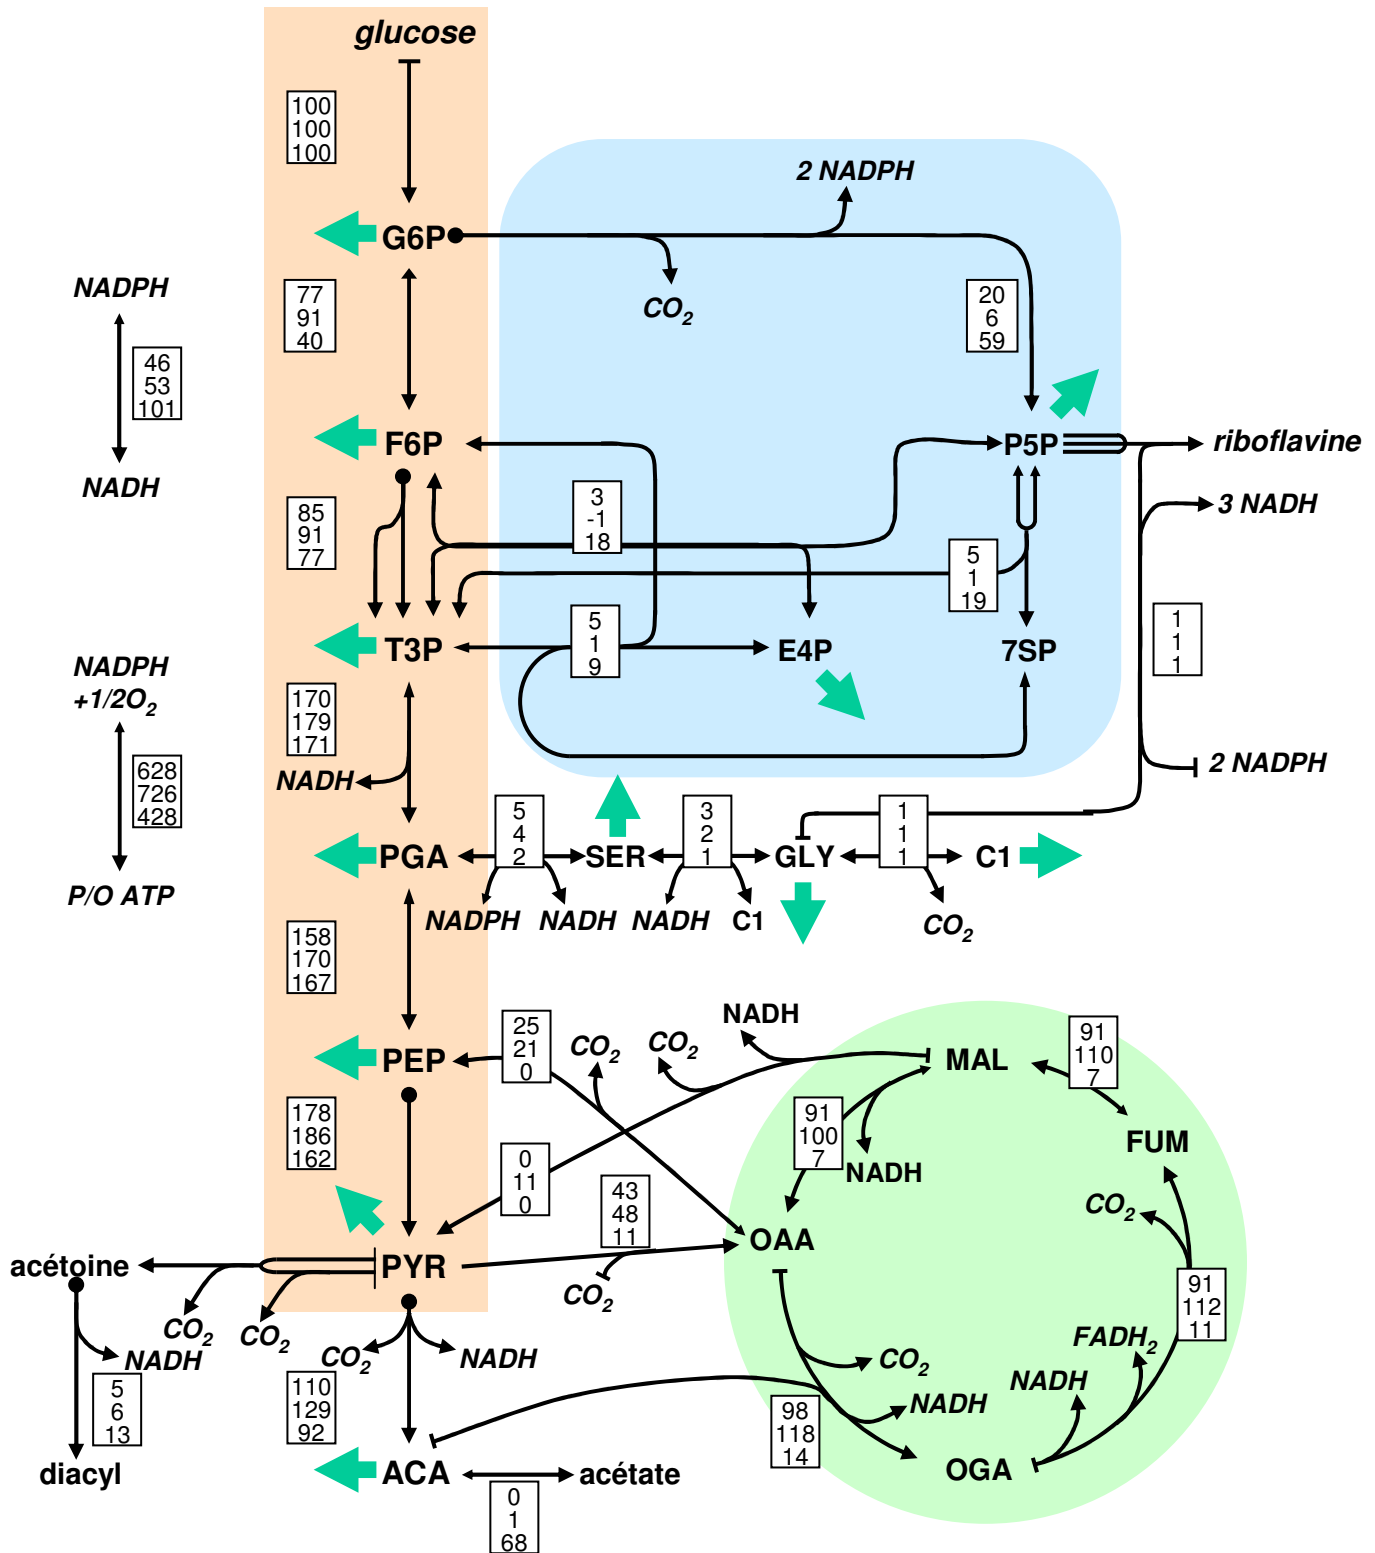 glucose
100
100
100
2 NADPH
G6P
CO2
NADPH
46
53
101
NADH
77
91
40
20
6
59
F6P
P5P
riboflavine
3 NADH
85
91
77
3
-1
18
5
1
19
1
1
1
T3P
5
1
9
E4P
7SP
NADPH
+1/2O2
628
726
428
P/O ATP
170
179
171
NADH
2 NADPH
PGA
5
4
2
SER
3
2
1
GLY
1
1
1
C1
NADPH
NADH
NADH
C1
CO2
158
170
167
PEP
25
21
0
CO2
CO2
NADH
MAL
91
110
7
178
186
162
0
11
0
91
100
7
NADH
FUM
43
48
11
CO2
acétoine
PYR
OAA
CO2
CO2
CO2
CO2
NADH
NADH
5
6
13
diacyl
110
129
92
91
112
11
FADH2
CO2
NADH
NADH
98
118
14
ACA
acétate
OGA
0
1
68